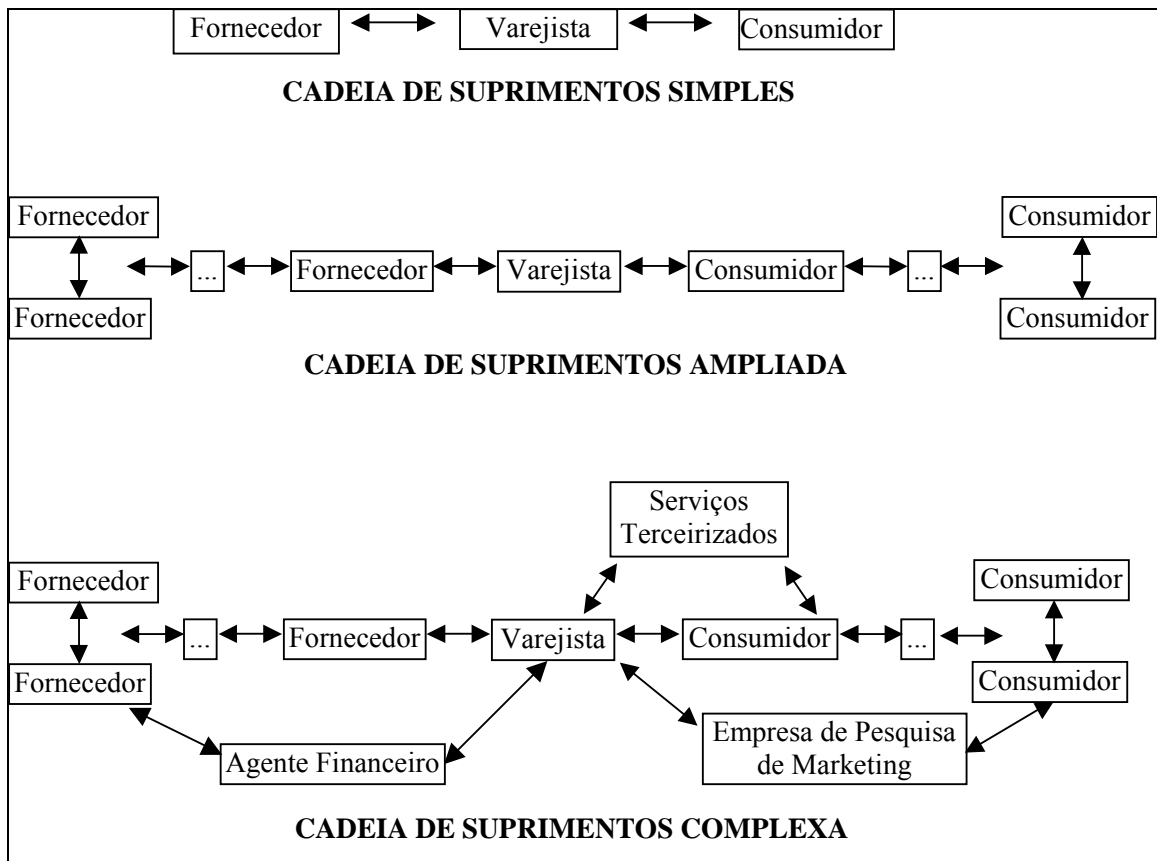 Fornecedor Varejista Consumidor
CADEIA DE SUPRIMENTOS SIMPLES
Fornecedor Consumidor
... Fornecedor Varejista Consumidor ...
Fornecedor Consumidor
CADEIA DE SUPRIMENTOS AMPLIADA
Serviços
Terceirizados
Fornecedor Consumidor
... Fornecedor Varejista Consumidor ...
Fornecedor Consumidor
Agente Financeiro
Empresa de Pesquisa
de Marketing
CADEIA DE SUPRIMENTOS COMPLEXA